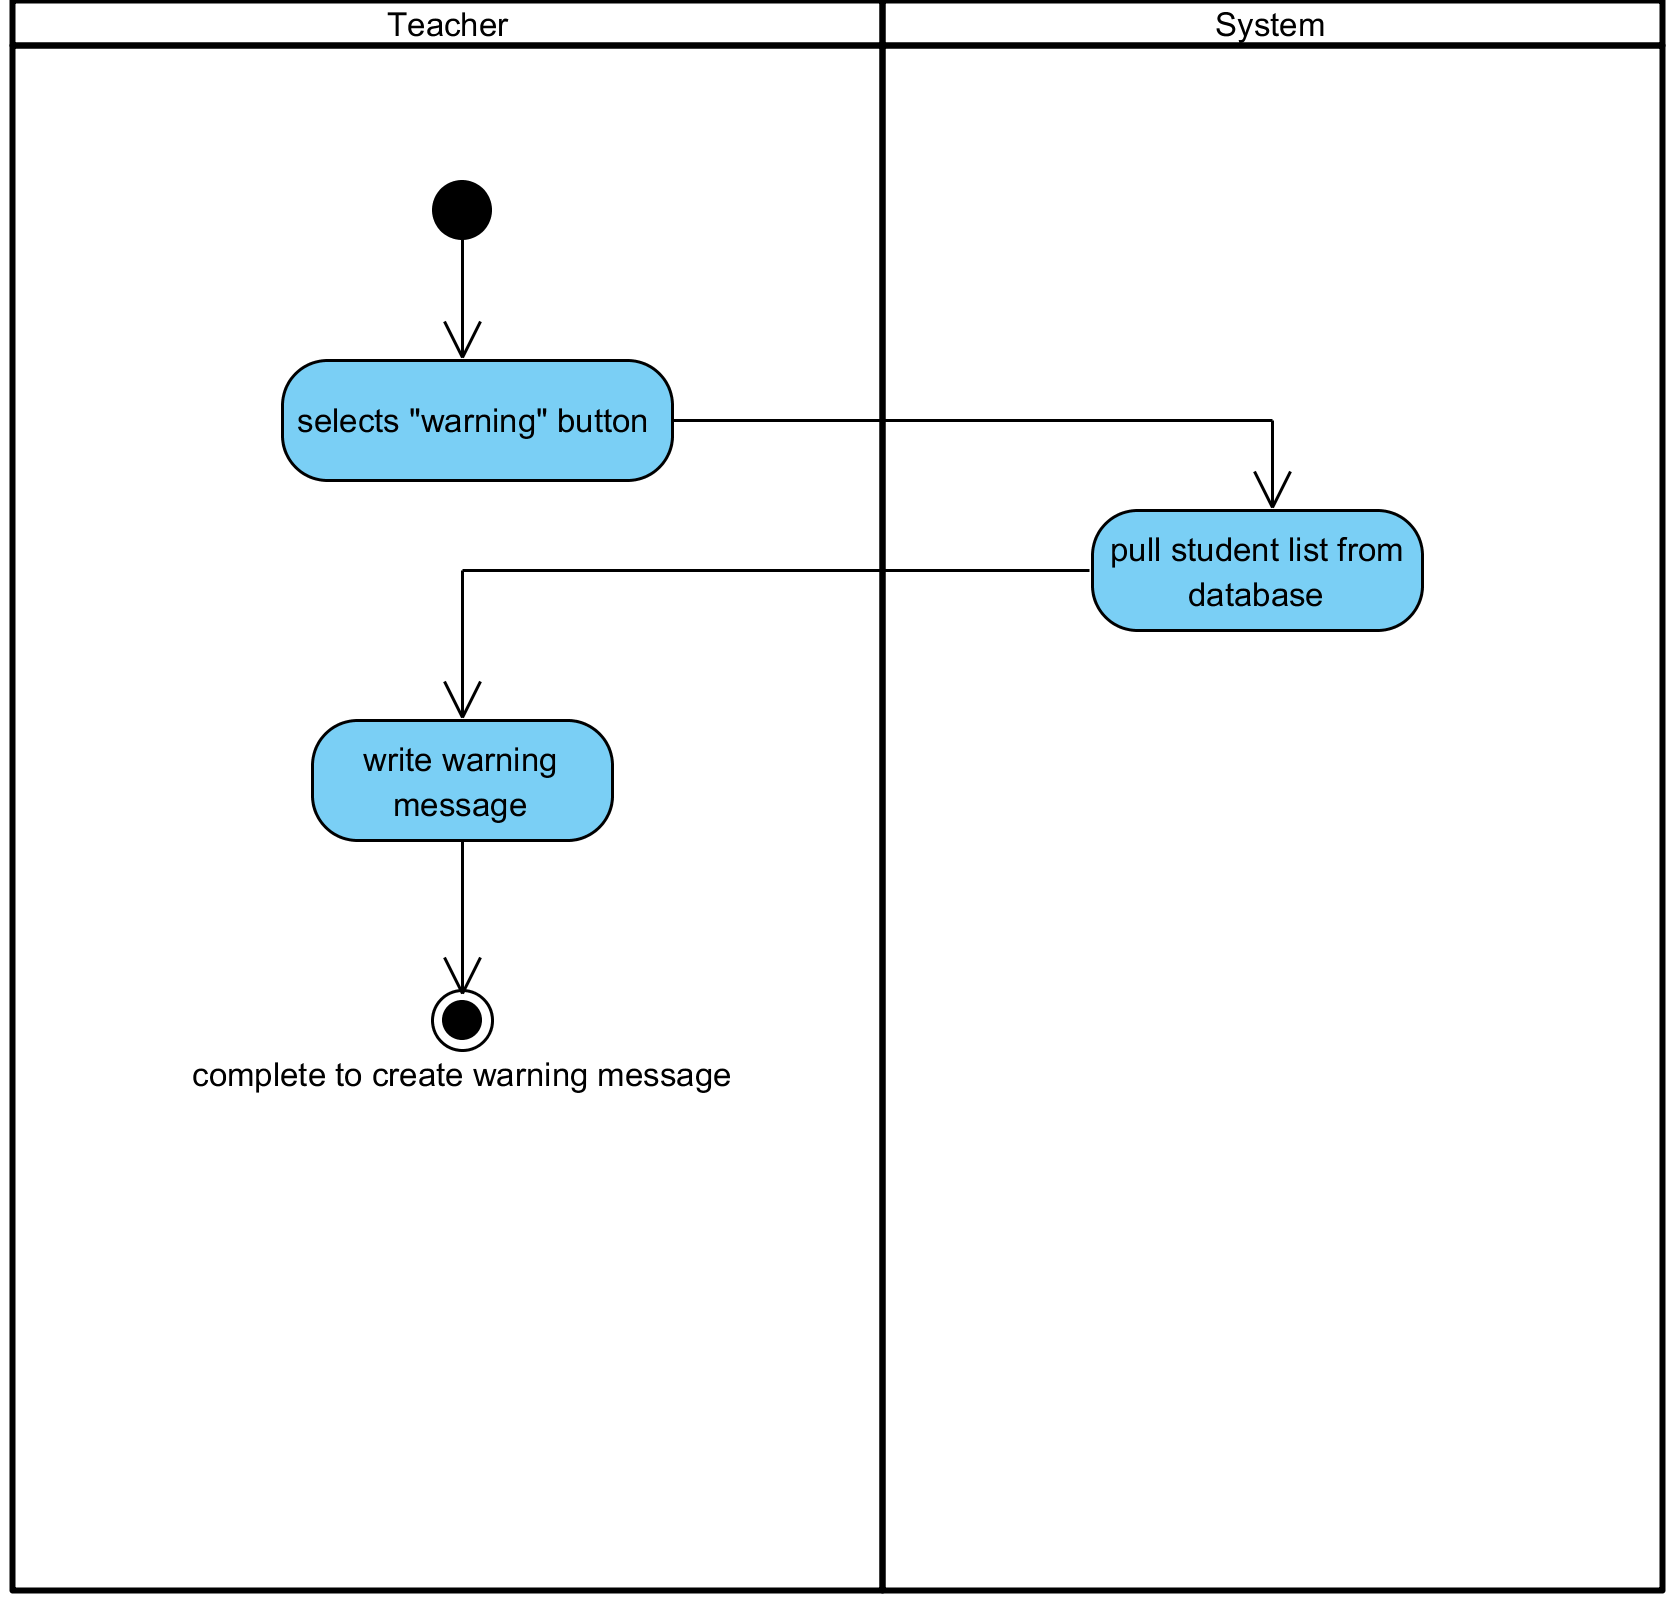 Teacher
System
selects "warning" button
pull student list from
database
write warning
message
complete to create warning message